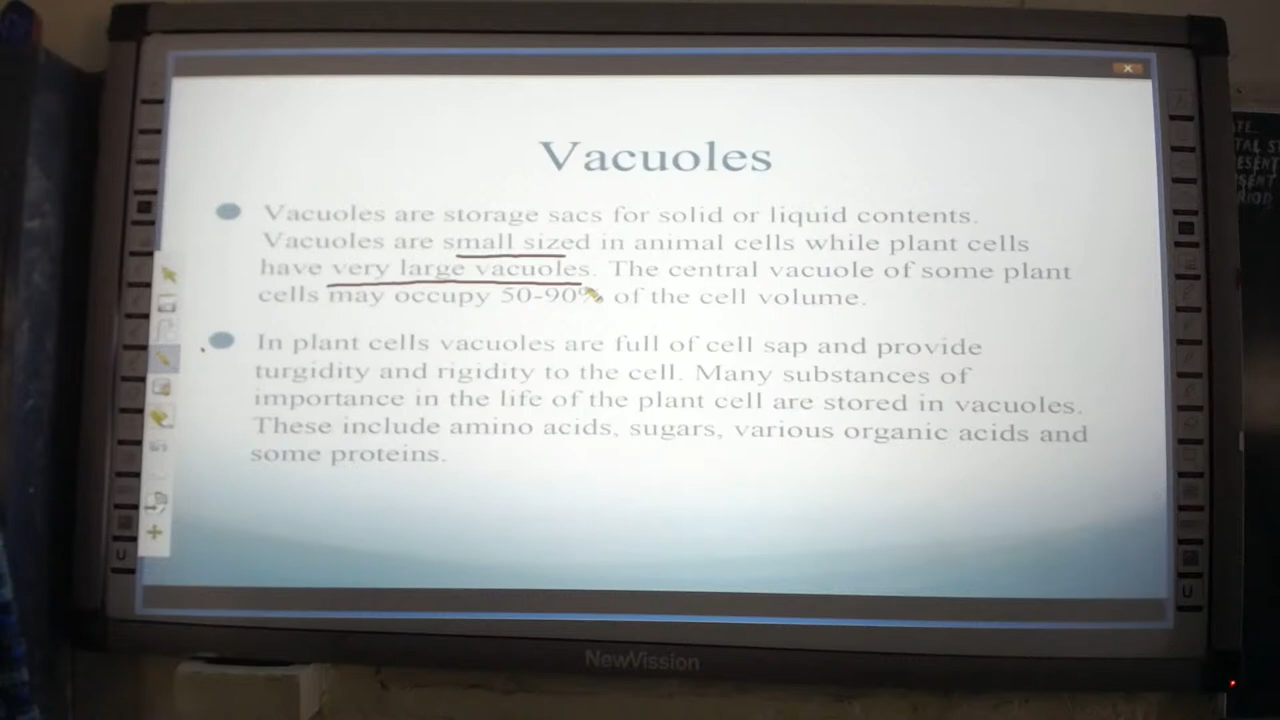 Vacuoles
Vacuoles are storage sacs for solid or liquid contents.
Vacuoles are small sized in animal cells while plant cells
have very large vacuoles. The central vacuole of some plant
cells may occupy 50-90% of the cell volume.
In plant cells vacuoles are full of cell sap and provide
turgidity and rigidity to the cell. Many substances of
importance in the life of the plant cell are stored in vacuoles.
These include amino acids, sugars, various organic acids and
some proteins.
NewVission